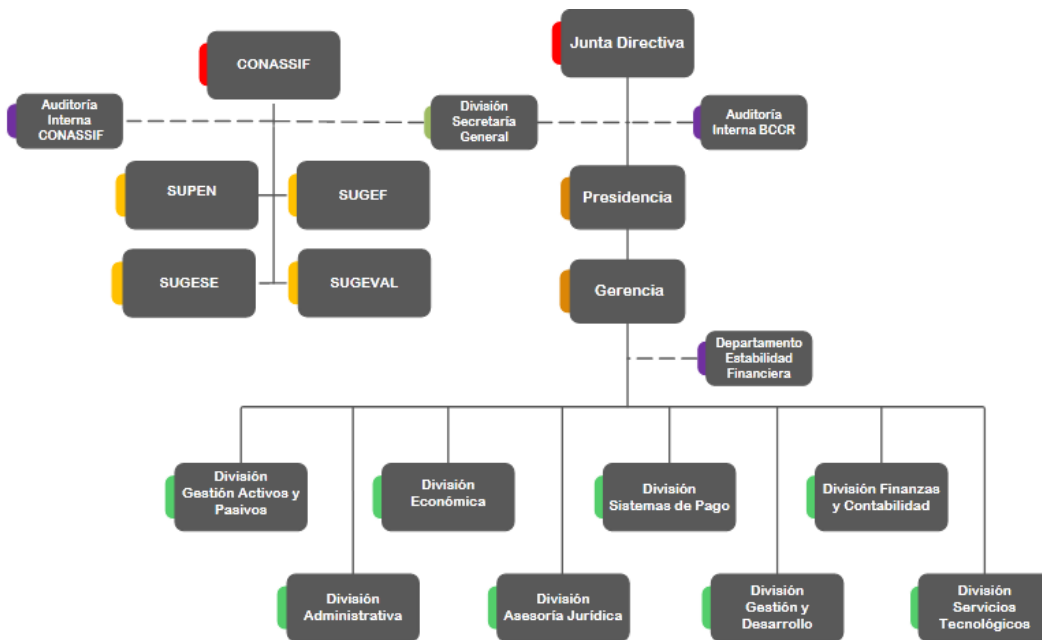 Junta Directiva
CONASSIF
Auditoría
Interna
CONASSIF
División
Secretaría
General
Auditoría
Interna BCCR
SUPEN
SUGEF
Presidencia
SUGESE
SUGEVAL
Gerencia
Departamento
Estabilidad
Financiera
División
Gestión Activos y
Pasivos
División
Económica
División
Sistemas de Pago
División Finanzas
y Contabilidad
División
Administrativa
División
Asesoría Jurídica
División
Gestión y
Desarrollo
División
Servicios
Tecnológicos